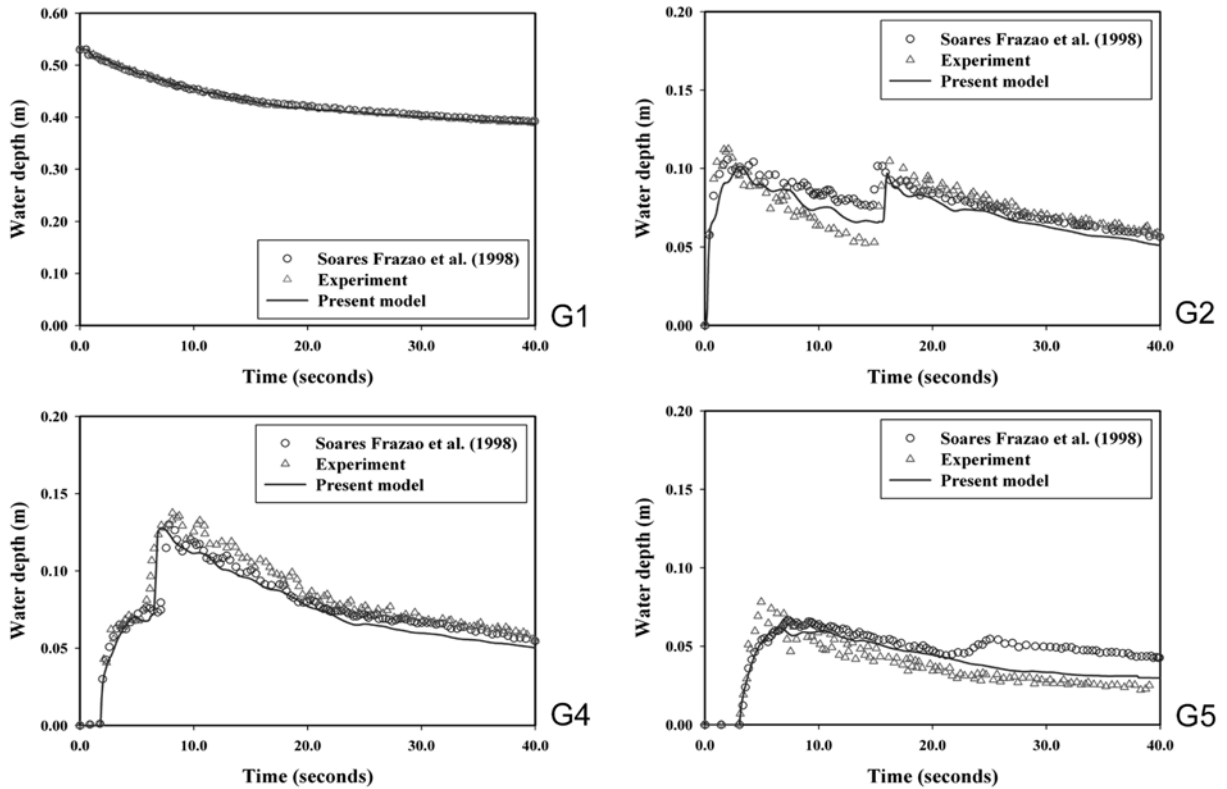 0.60
0.50
0.40
0.30
0.20
0.10
0.00
Water depth (m)
Soares Frazao et al. (1998)
Experiment
Present model
0.0 10.0 20.0 30.0 40.0
Time (seconds)
G1
0.20
0.15
0.10
0.05
0.00
Water depth (m)
Soares Frazao et al. (1998)
Experiment
Present model
0.0 10.0 20.0 30.0 40.0
Time (seconds)
G2
0.20
0.15
0.10
0.05
0.00
Water depth (m)
Soares Frazao et al. (1998)
Experiment
Present model
0.0 10.0 20.0 30.0 40.0
Time (seconds)
G4
0.20
0.15
0.10
0.05
0.00
Water depth (m)
Soares Frazao et al. (1998)
Experiment
Present model
0.0 10.0 20.0 30.0 40.0
Time (seconds)
G5